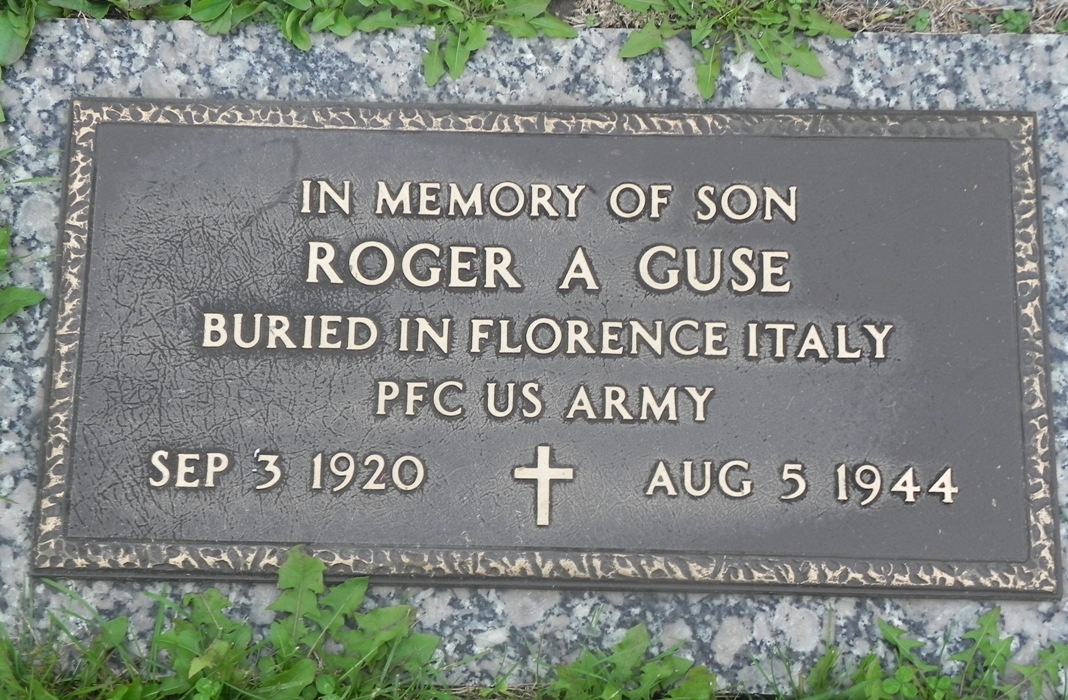 IN MEMORY OF SON
ROGER A GUSE
BURIED IN FLORENCE ITALY
PFC US ARMY
SEP 3 1920 AUG 5 1944